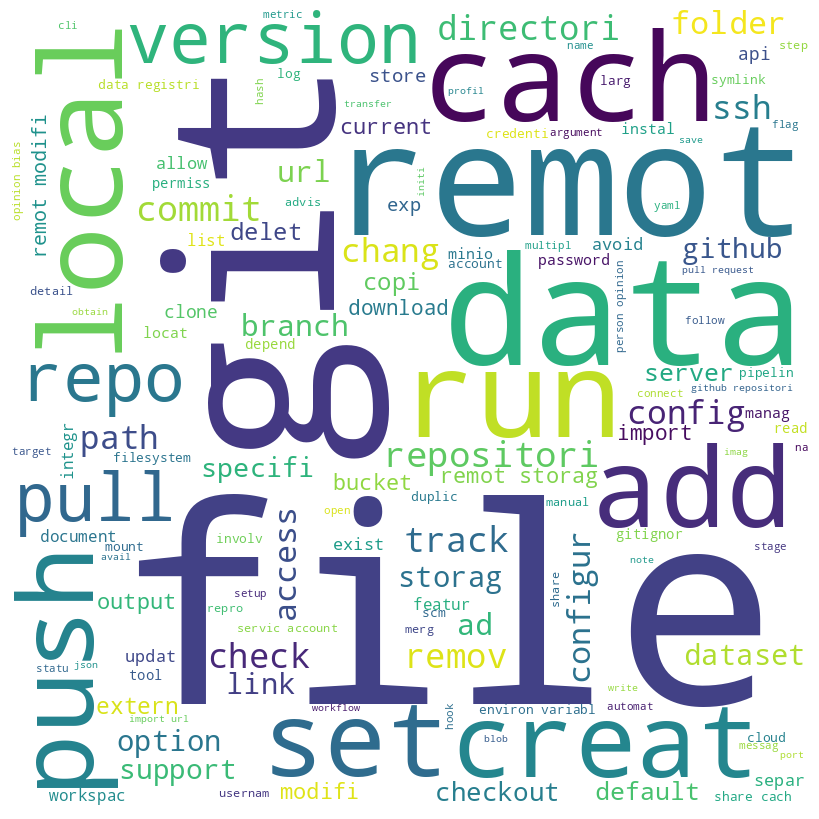 metric
cli
version
directori
folder
name
step
api
data registri
log
store
larg
symlink
cach
ssh
local
hash
profil
transfer
flag
current
credenti
argument
instal
save
remot modifi
opinion bias
git
allow
permiss
url
remot
commit
advis
exp
initi
yaml
list
delet
chang
minio
account
multipl
avoid
password
github
pull request
detail
copi
download
person opinion
obtain
clone
locat
branch
depend
data
follow
repo
run
server
pipelin
github repositori
connect
config
manag
path
integr
import
read
target
filesystem
specifi
repositori
remot storag
imag
na
pull
bucket
add
duplic
manual
document
mount
avail
involv
open
exist
track
gitignor
stage
file
push
access
configur
share
note
output
setup
repro
storag
featur
scm
servic account
merg
ad
updat
check
remov
dataset
statu
json
tool
link
extern
import url
workflow
write
automat
option
set
hook
environ variabl
creat
blob
cloud
messag
port
support
workspac
usernam
modifi
checkout
default
separ
share cach